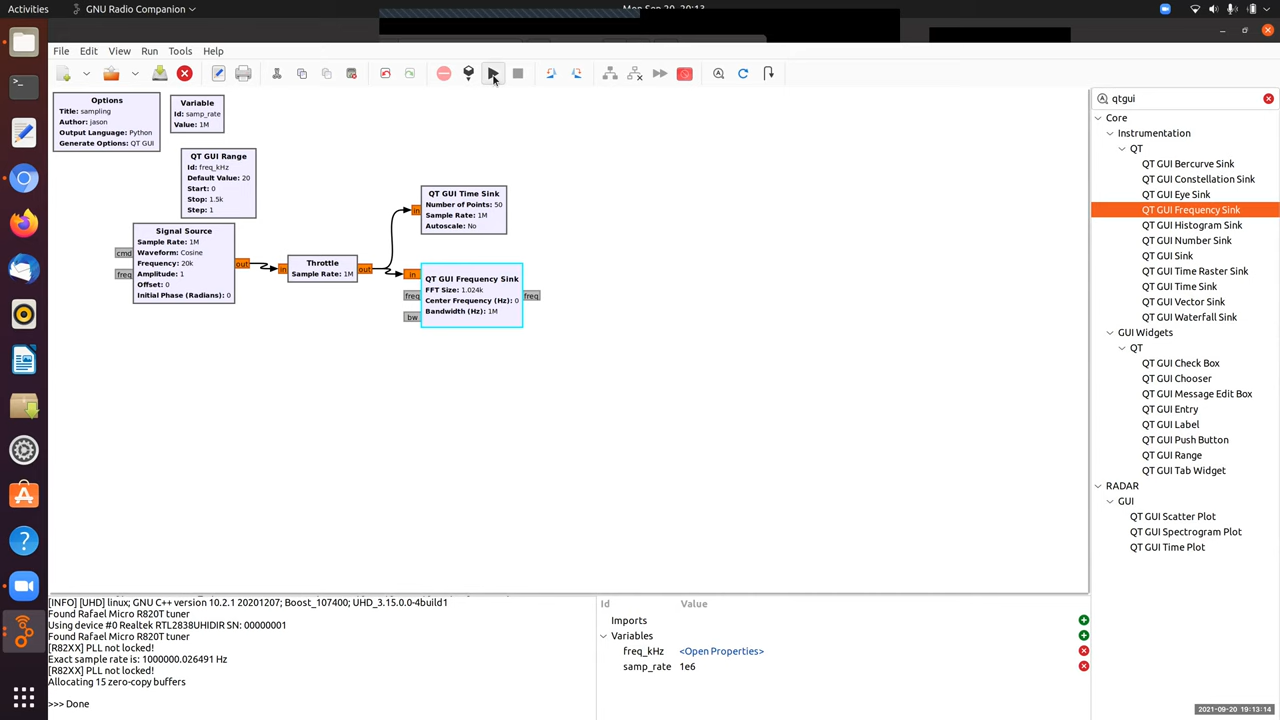 Activities
GNU Radio Companion
Mon Sep 20, 20:13
File Edit View Run Tools Help
Options
Title: sampling
Author: jason
Output Language: Python
Generate Options: QT GUI
Variable
Id: samp_rate
Value: 1M
QT GUI Range
Id: freq_kHz
Default Value: 20
Start: 0
Stop: 1.5k
Step: 1
Signal Source
Sample Rate: 1M
Waveform: Cosine
Frequency: 20k
Amplitude: 1
Offset: 0
Initial Phase (Radians): 0
cmd
freq
out
in
Throttle
Sample Rate: 1M
out
in
QT GUI Time Sink
Number of Points: 50
Sample Rate: 1M
Autoscale: No
in
freq
bw
QT GUI Frequency Sink
FFT Size: 1.024k
Center Frequency (Hz): 0
Bandwidth (Hz): 1M
freq
qtgui
Core
Instrumentation
QT
QT GUI Bercurve Sink
QT GUI Constellation Sink
QT GUI Eye Sink
QT GUI Frequency Sink
QT GUI Histogram Sink
QT GUI Number Sink
QT GUI Sink
QT GUI Time Raster Sink
QT GUI Time Sink
QT GUI Vector Sink
QT GUI Waterfall Sink
GUI Widgets
QT
QT GUI Check Box
QT GUI Chooser
QT GUI Message Edit Box
QT GUI Entry
QT GUI Label
QT GUI Push Button
QT GUI Range
QT GUI Tab Widget
RADAR
GUI
QT GUI Scatter Plot
QT GUI Spectrogram Plot
QT GUI Time Plot
[INFO] [UHD] linux; GNU C++ version 10.2.1 20201207; Boost_107400; UHD_3.15.0.0-4build1
Found Rafael Micro R820T tuner
Using device #0 Realtek RTL2838UHIDIR SN: 00000001
Found Rafael Micro R820T tuner
[R82XX] PLL not locked!
Exact sample rate is: 1000000.026491 Hz
[R82XX] PLL not locked!
Allocating 15 zero-copy buffers
>>> Done
Id Value
Imports
Variables
freq_kHz <Open Properties>
samp_rate 1e6
2021-09-20 19:13:14